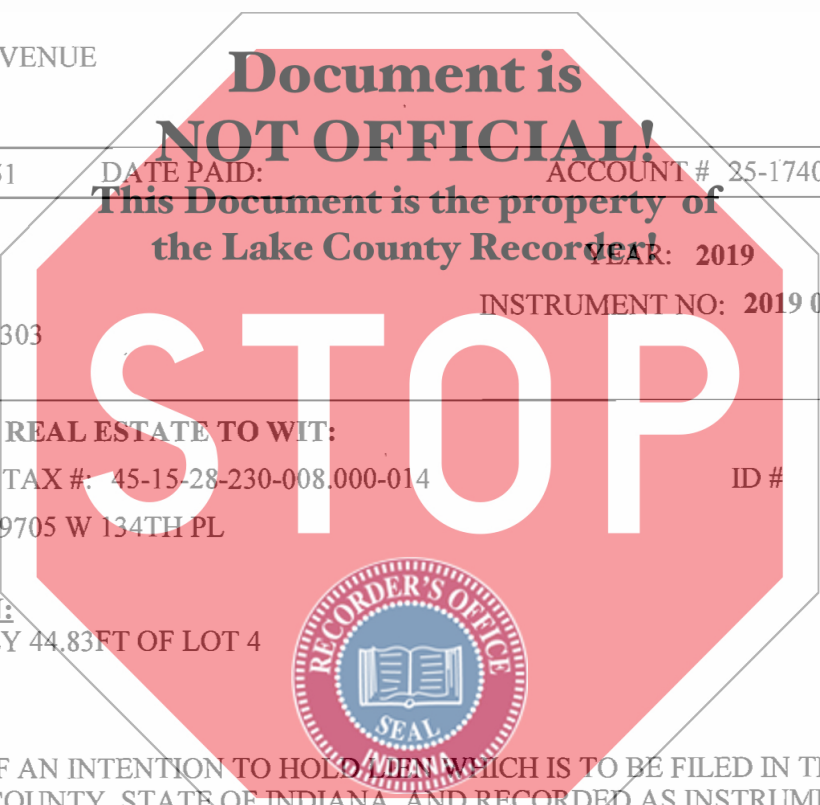 VENUE
Document is
NOT OFFICIAL!
51 DATE PAID: ACCOUNT # 25-1740
This Document is the property of
the Lake County Recorder!
YEAR: 2019
INSTRUMENT NO: 2019 0
303
STOP
REAL ESTATE TO WIT:
TAX #: 45-15-28-230-008.000-014 ID #
9705 W 134TH PL
Y 44.83FT OF LOT 4
RECORDER'S OFFICE
SEAL
INDIANA
F AN INTENTION TO HOLD LIEN WHICH IS TO BE FILED IN TH
COUNTY, STATE OF INDIANA, AND RECORDED AS INSTRUM